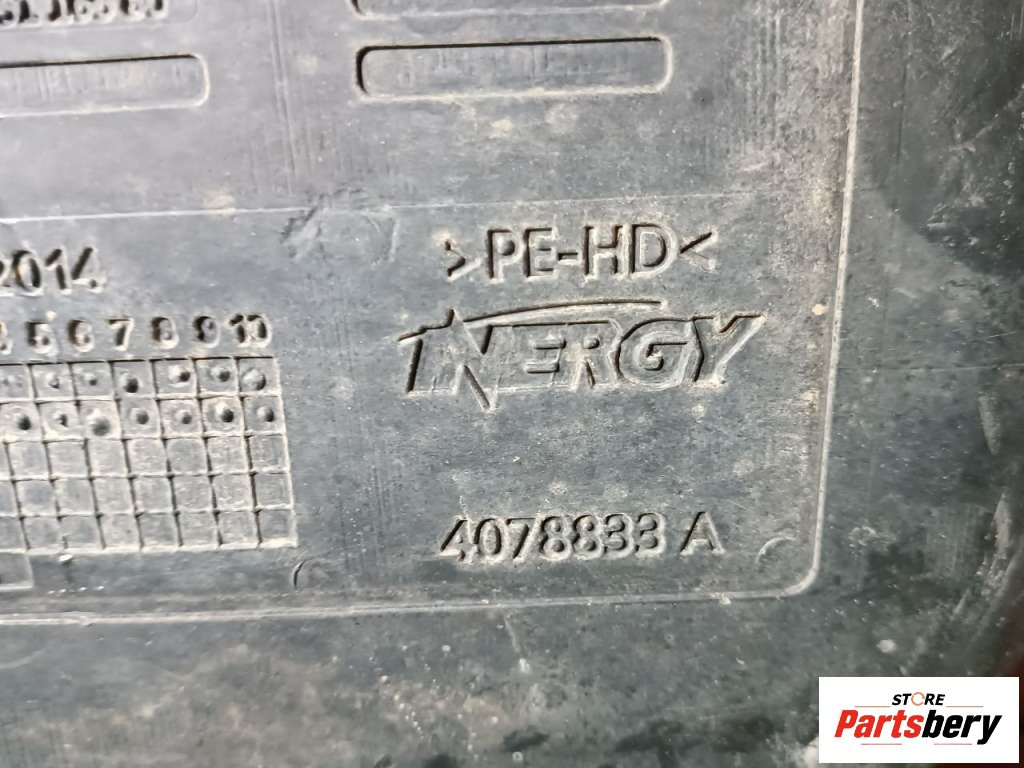 2014
5 6 7 8 9 10
>PE-HD<
INERGY
4078833 A
STORE
Partsbery